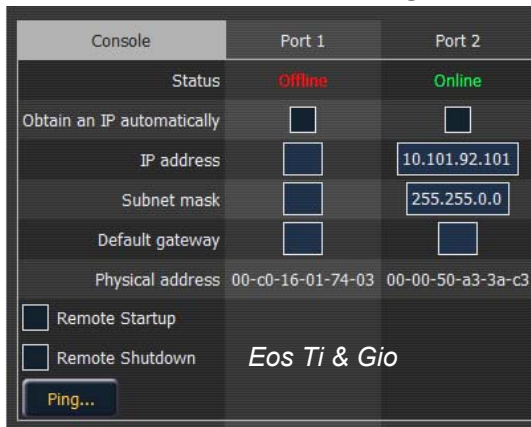 Console Port 1 Port 2
Status Offline Online
Obtain an IP automatically
IP address 10.101.92.101
Subnet mask 255.255.0.0
Default gateway
Physical address 00-c0-16-01-74-03 00-00-50-a3-3a-c3
Remote Startup
Remote Shutdown Eos Ti & Gio
Ping...